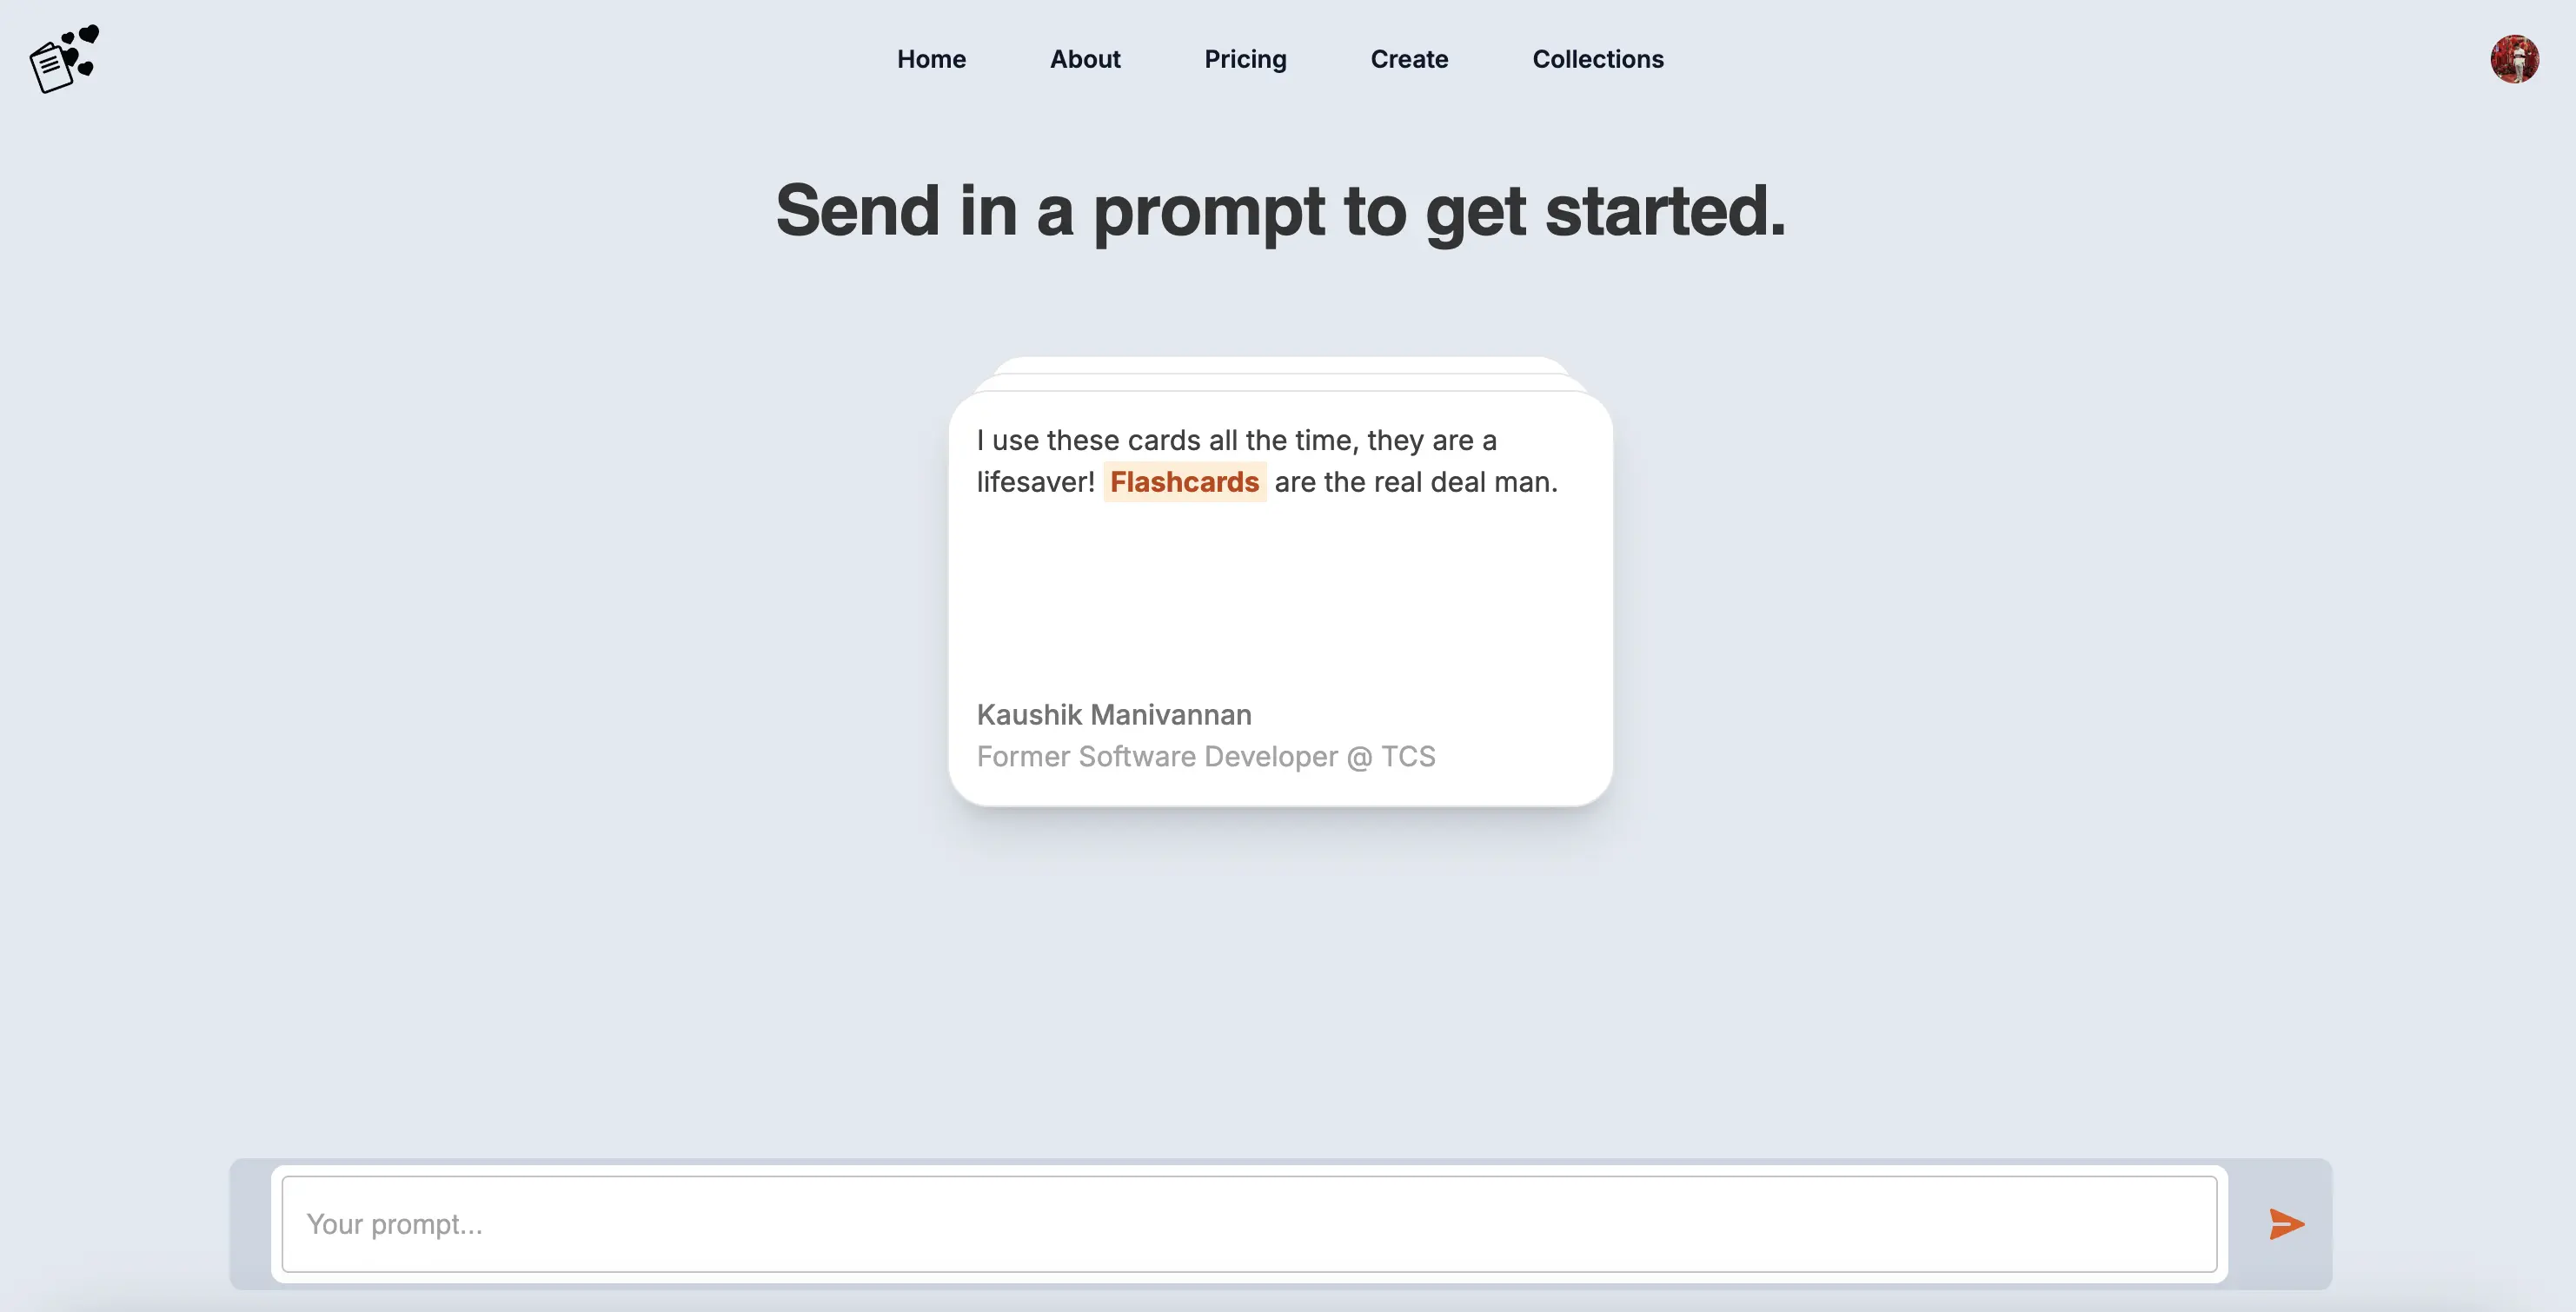 Home
About
Pricing
Create
Collections
Send in a prompt to get started.
I use these cards all the time, they are a
lifesaver! Flashcards are the real deal man.
Kaushik Manivannan
Former Software Developer @ TCS
Your prompt...